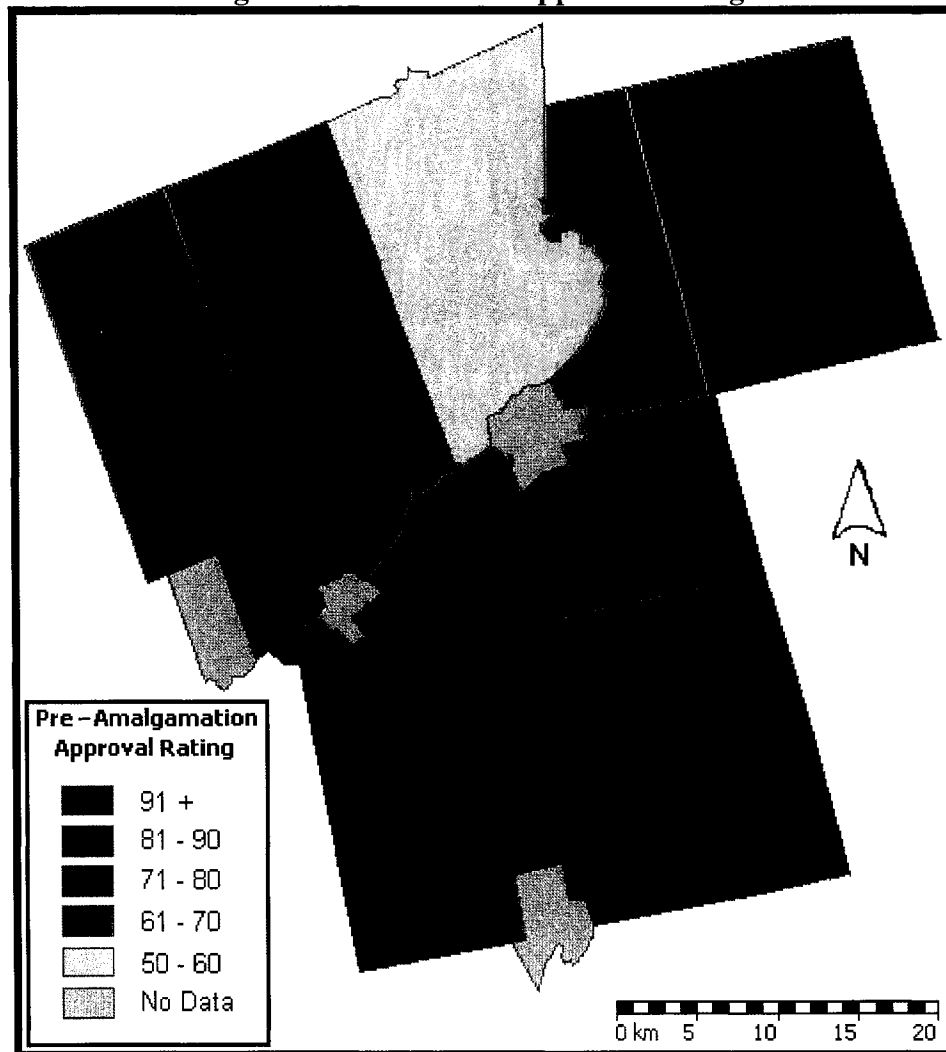 N
Pre-Amalgamation
Approval Rating
91 +
81 - 90
71 - 80
61 - 70
50 - 60
No Data
0 km 5 10 15 20